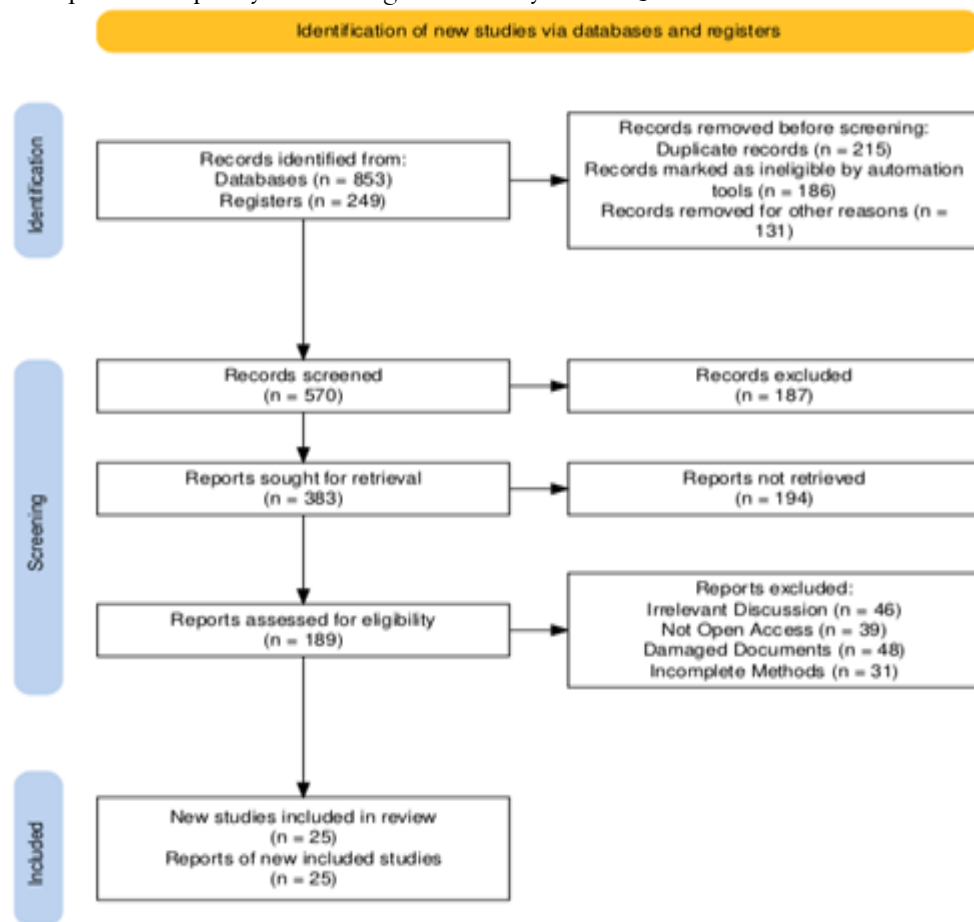 Identification of new studies via databases and registers
Identification
Records identified from:
Databases (n = 853)
Registers (n = 249)
Records removed before screening:
Duplicate records (n = 215)
Records marked as ineligible by automation
tools (n = 186)
Records removed for other reasons (n =
131)
Screening
Records screened
(n = 570)
Records excluded
(n = 187)
Reports sought for retrieval
(n = 383)
Reports not retrieved
(n = 194)
Reports assessed for eligibility
(n = 189)
Reports excluded:
Irrelevant Discussion (n = 46)
Not Open Access (n = 39)
Damaged Documents (n = 48)
Incomplete Methods (n = 31)
Included
New studies included in review
(n = 25)
Reports of new included studies
(n = 25)